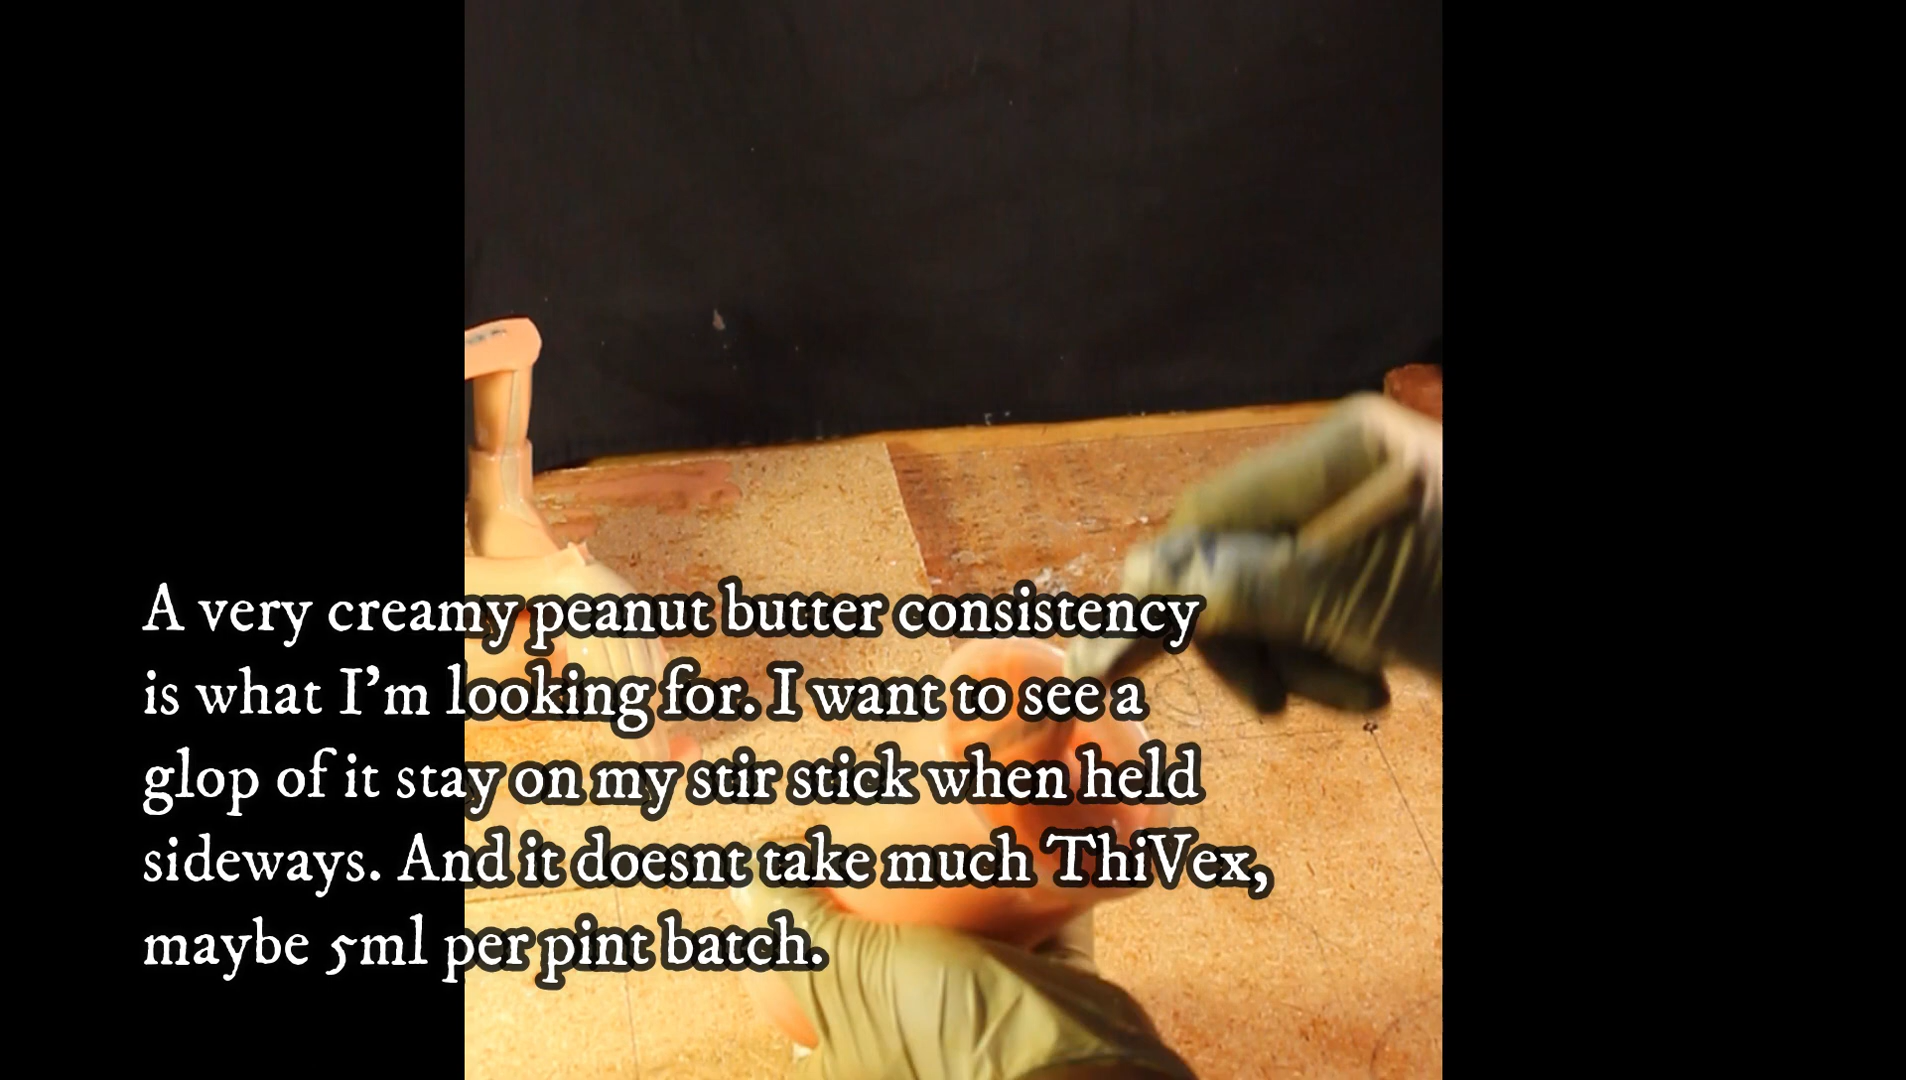 A very creamy peanut butter consistency
is what I'm looking for. I want to see a
glop of it stay on my stir stick when held
sideways. And it doesnt take much ThiVex,
maybe 5ml per pint batch.